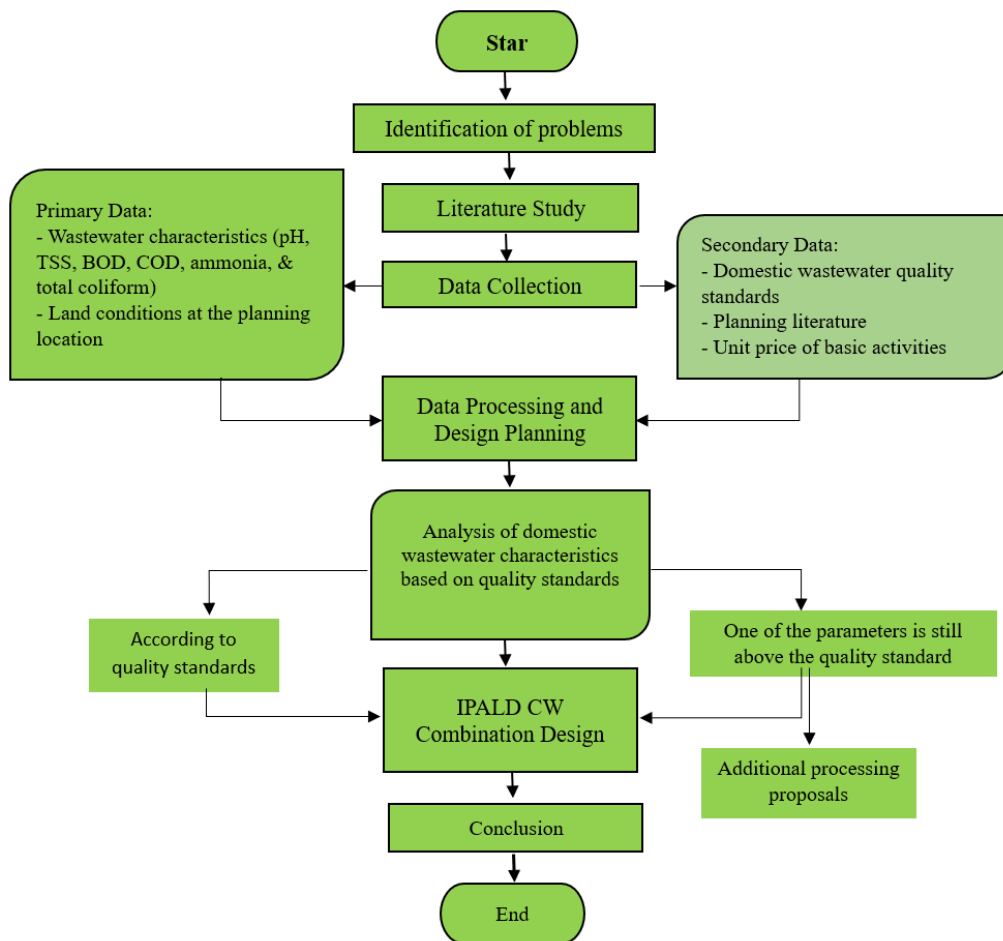 Star
Identification of problems
Literature Study
Primary Data:
- Wastewater characteristics (pH,
TSS, BOD, COD, ammonia, &
total coliform)
- Land conditions at the planning
location
Data Collection
Secondary Data:
- Domestic wastewater quality
standards
- Planning literature
- Unit price of basic activities
Data Processing and
Design Planning
Analysis of domestic
wastewater characteristics
based on quality standards
According to
quality standards
One of the parameters is still
above the quality standard
IPALD CW
Combination Design
Additional processing
proposals
Conclusion
End